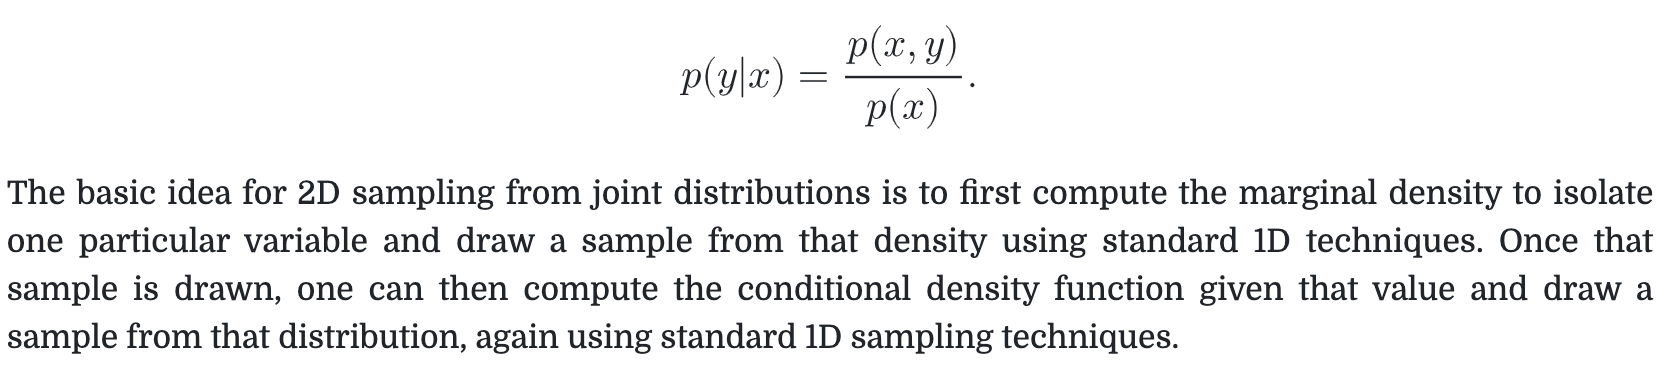 p(y|x) = p(x, y) / p(x).
The basic idea for 2D sampling from joint distributions is to first compute the marginal density to isolate
one particular variable and draw a sample from that density using standard 1D techniques. Once that
sample is drawn, one can then compute the conditional density function given that value and draw a
sample from that distribution, again using standard 1D sampling techniques.